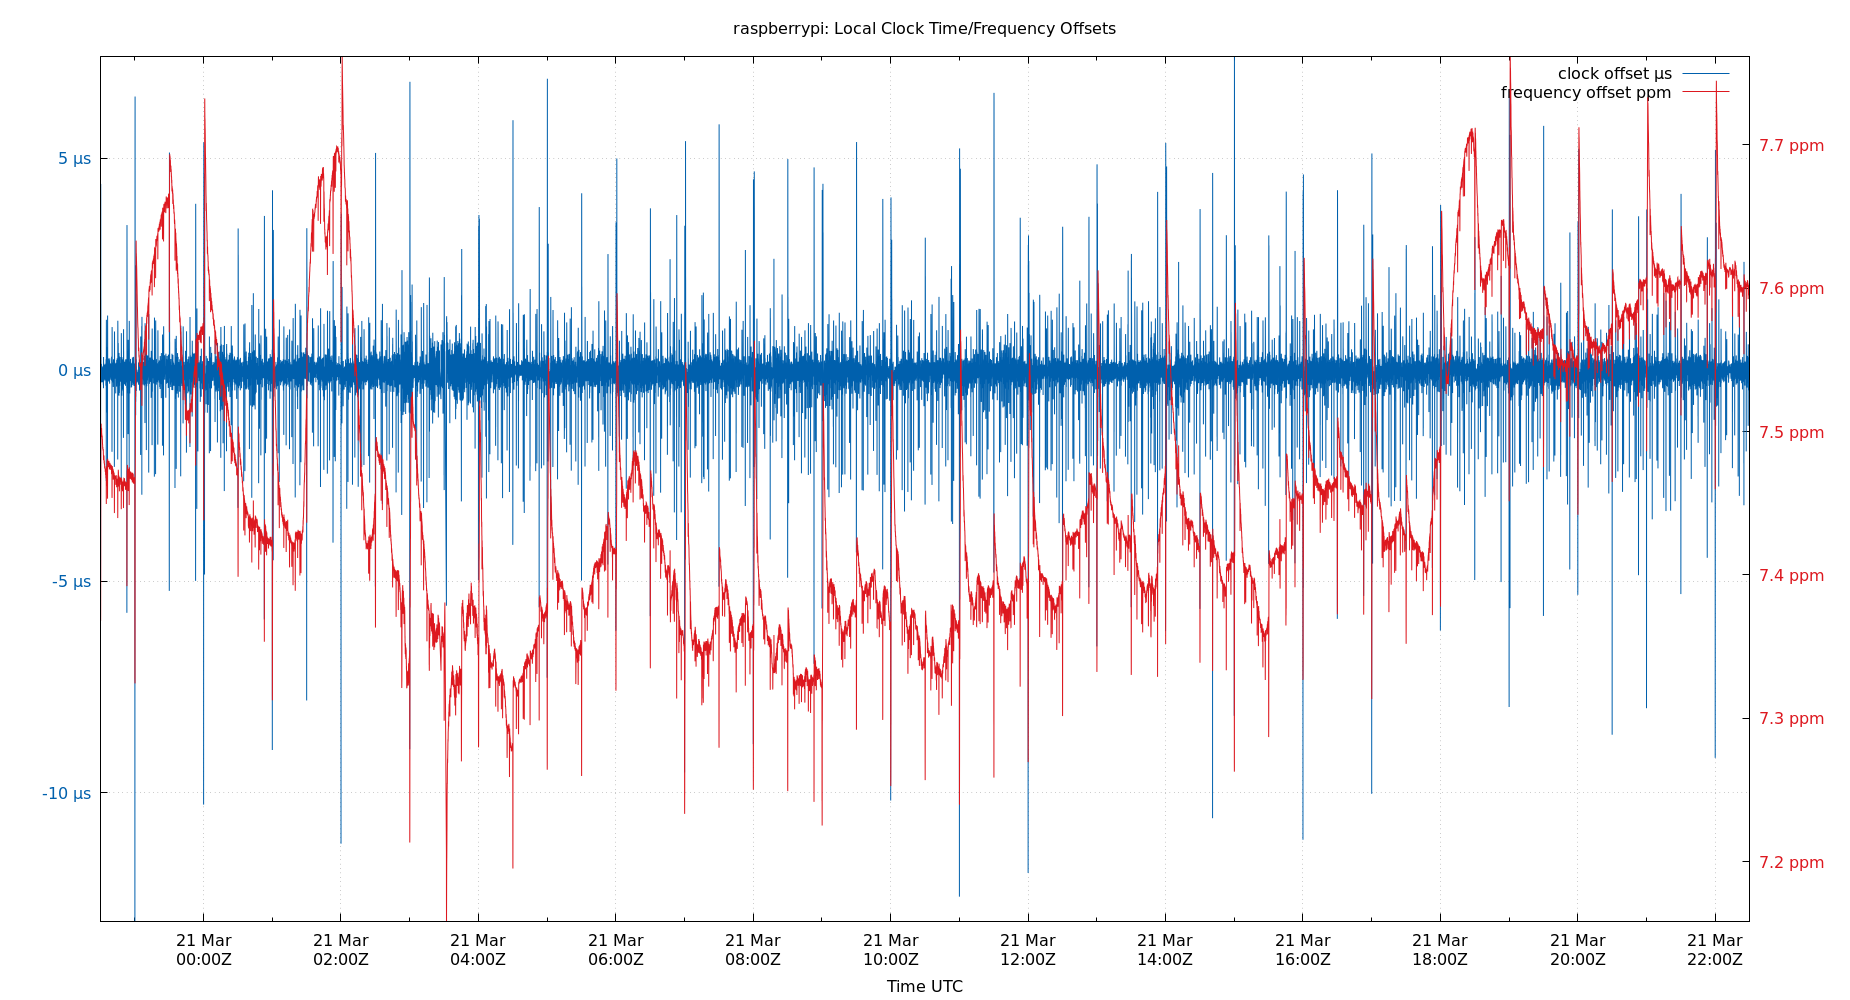 raspberrypi: Local Clock Time/Frequency Offsets
clock offset μs
frequency offset ppm
5 μs
0 μs
-5 μs
-10 μs
7.7 ppm
7.6 ppm
7.5 ppm
7.4 ppm
7.3 ppm
7.2 ppm
21 Mar 21 Mar 21 Mar 21 Mar 21 Mar 21 Mar 21 Mar 21 Mar 21 Mar 21 Mar 21 Mar 21 Mar
00:00Z 02:00Z 04:00Z 06:00Z 08:00Z 10:00Z 12:00Z 14:00Z 16:00Z 18:00Z 20:00Z 22:00Z
Time UTC